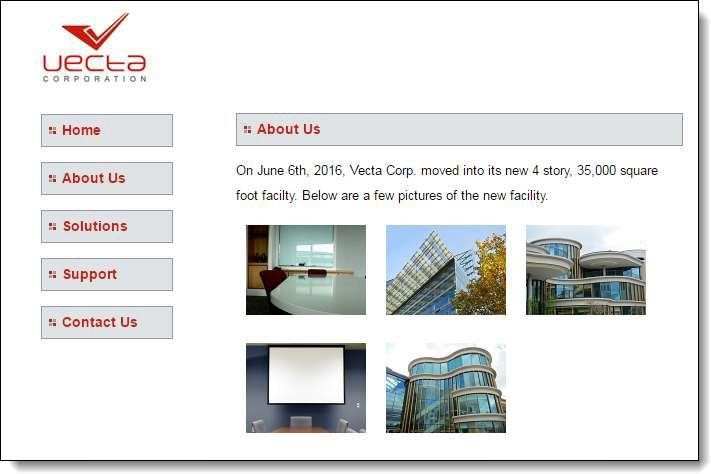 vecta
CORPORATION
Home
About Us
Solutions
Support
Contact Us
About Us
On June 6th, 2016, Vecta Corp. moved into its new 4 story, 35,000 square
foot facilty. Below are a few pictures of the new facility.